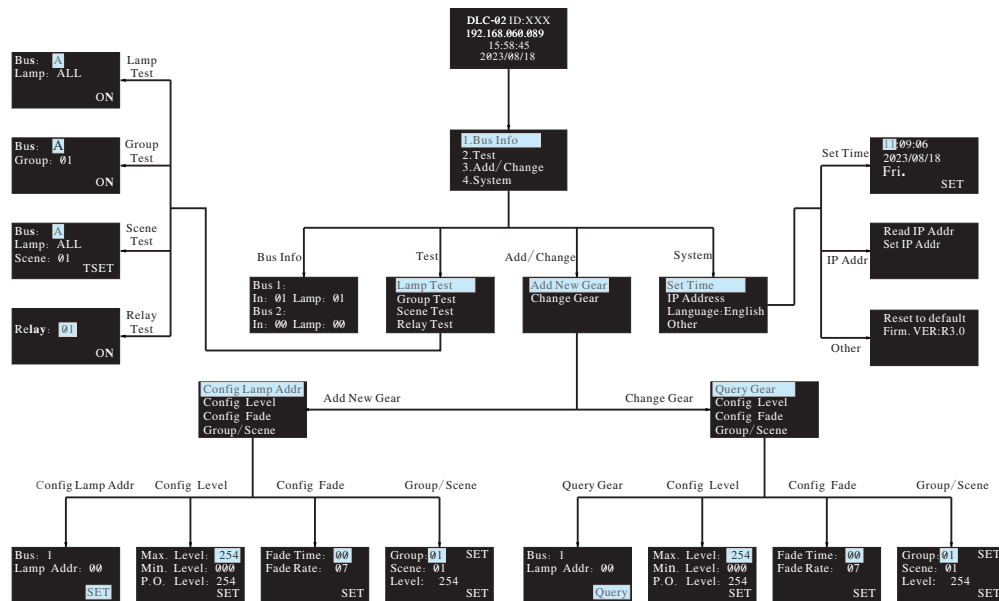 DLC-02 ID:XXX
192.168.060.089
15:58:45
2023/08/18
Bus: A
Lamp: ALL
ON
Lamp
Test
Bus: A
Group: 01
ON
Group
Test
Bus: A
Lamp: ALL
Scene: 01
TSET
Scene
Test
Relay: 01
ON
Relay
Test
1.Bus Info
2.Test
3.Add/Change
4.System
Set Time
11:09:06
2023/08/18
Fri.
SET
IP Addr
Read IP Addr
Set IP Addr
Other
Reset to default
Firm. VER:R3.0
Bus Info
Test
Add/Change
System
Bus 1:
In: 01 Lamp: 01
Bus 2:
In: 00 Lamp: 00
Lamp Test
Group Test
Scene Test
Relay Test
Add New Gear
Change Gear
Set Time
IP Address
Language:English
Other
Config Lamp Addr
Config Level
Config Fade
Group/Scene
Add New Gear
Change Gear
Query Gear
Config Level
Config Fade
Group/Scene
Config Lamp Addr
Config Level
Config Fade
Group/Scene
Query Gear
Config Level
Config Fade
Group/Scene
Bus: 1
Lamp Addr: 00
SET
Max. Level: 254
Min. Level: 000
P.O. Level: 254
SET
Fade Time: 00
Fade Rate: 07
SET
Group: 01 SET
Scene: 01
Level: 254
SET
Bus: 1
Lamp Addr: 00
Query
Max. Level: 254
Min. Level: 000
P.O. Level: 254
SET
Fade Time: 00
Fade Rate: 07
SET
Group: 01 SET
Scene: 01
Level: 254
SET